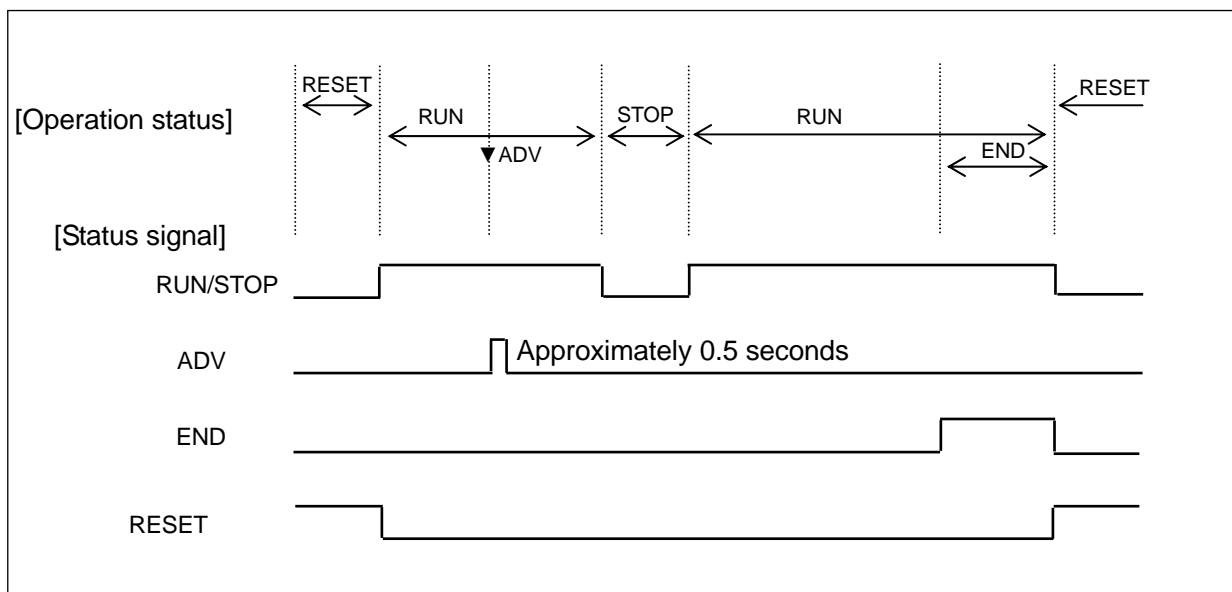 RESET
RESET
[Operation status]
RUN
STOP
RUN
▼ADV
END
[Status signal]
RUN/STOP
ADV
Approximately 0.5 seconds
END
RESET